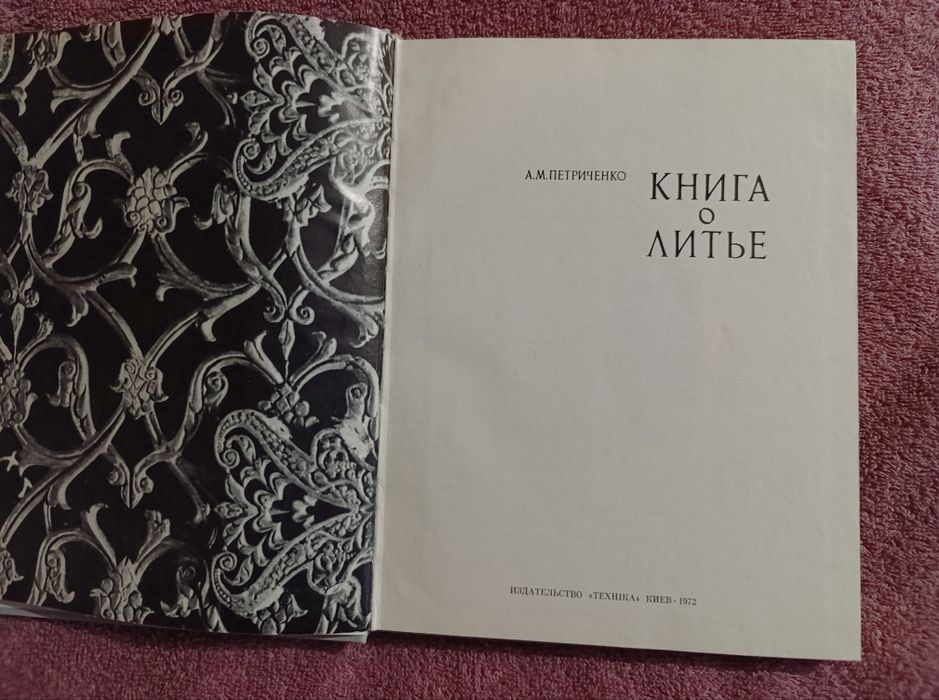 А.М.ПЕТРИЧЕНКО
КНИГА
О
ЛИТЬЕ
ИЗДАТЕЛЬСТВО «ТЕХНІКА» КИЕВ - 1972